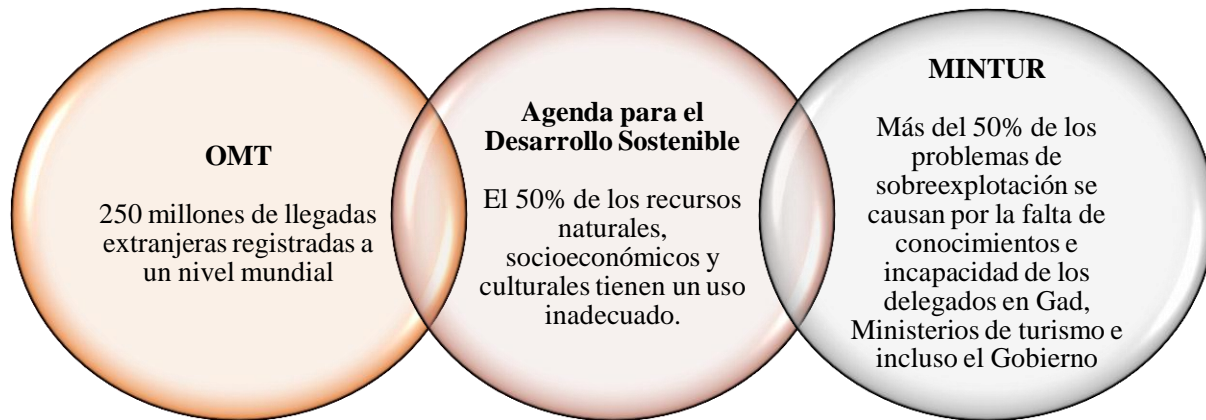 OMT
250 millones de llegadas
extranjeras registradas a
un nivel mundial
Agenda para el
Desarrollo Sostenible
El 50% de los recursos
naturales,
socioeconómicos y
culturales tienen un uso
inadecuado.
MINTUR
Más del 50% de los
problemas de
sobreexplotación se
causan por la falta de
conocimientos e
incapacidad de los
delegados en Gad,
Ministerios de turismo e
incluso el Gobierno